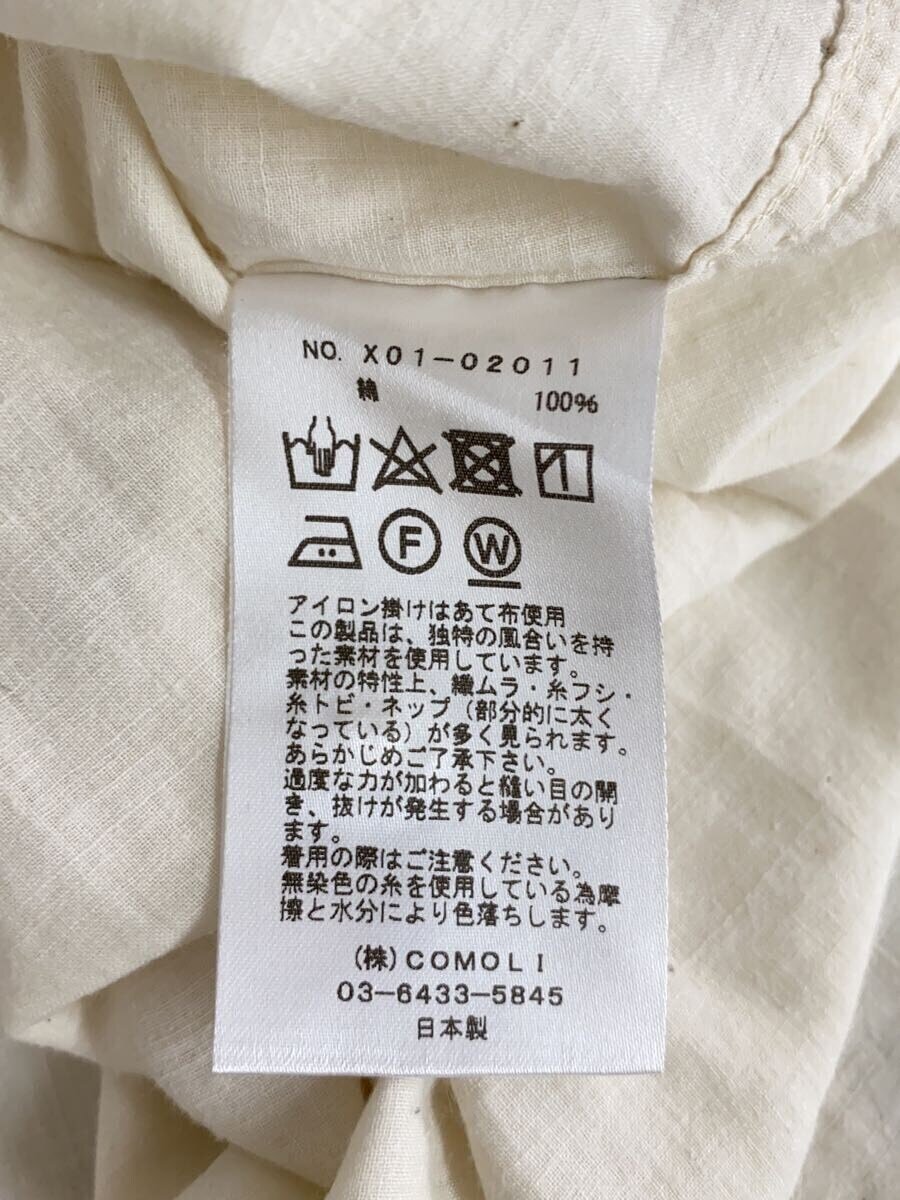 NO. X01-02011
綿 100%
アイロン掛けはあて布使用
この製品は、独特の風合いを持
った素材を使用しています。
素材の特性上、織ムラ・糸フシ・
糸トビ・ネップ（部分的に太く
なっている）が多く見られます。
あらかじめご了承下さい。
過度な力が加わると縫い目の開
き、抜けが発生する場合があり
ます。
着用の際はご注意ください。
無染色の糸を使用している為摩
擦と水分により色落ちします。
(株)COMOLI
03-6433-5845
日本製